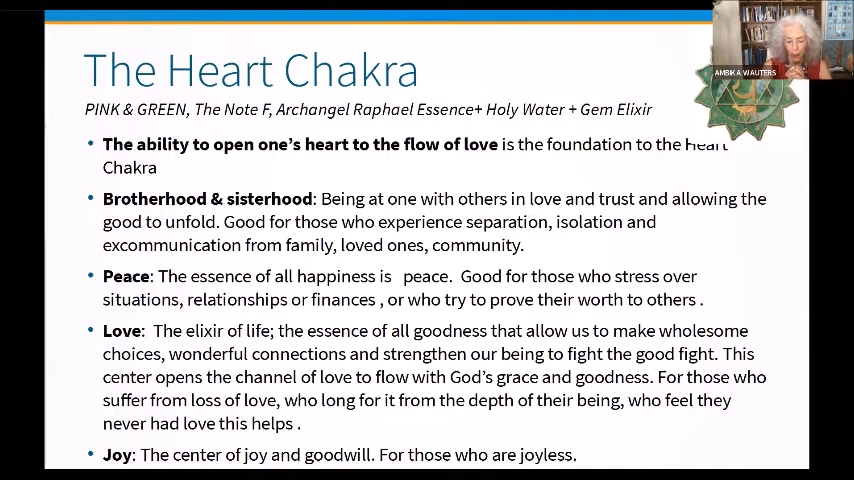 The Heart Chakra
AMBIKA WAUTERS
PINK & GREEN, The Note F, Archangel Raphael Essence+ Holy Water + Gem Elixir
• The ability to open one's heart to the flow of love is the foundation to the Heart
Chakra
• Brotherhood & sisterhood: Being at one with others in love and trust and allowing the
good to unfold. Good for those who experience separation, isolation and
excommunication from family, loved ones, community.
• Peace: The essence of all happiness is peace. Good for those who stress over
situations, relationships or finances , or who try to prove their worth to others .
• Love: The elixir of life; the essence of all goodness that allow us to make wholesome
choices, wonderful connections and strengthen our being to fight the good fight. This
center opens the channel of love to flow with God's grace and goodness. For those who
suffer from loss of love, who long for it from the depth of their being, who feel they
never had love this helps .
• Joy: The center of joy and goodwill. For those who are joyless.